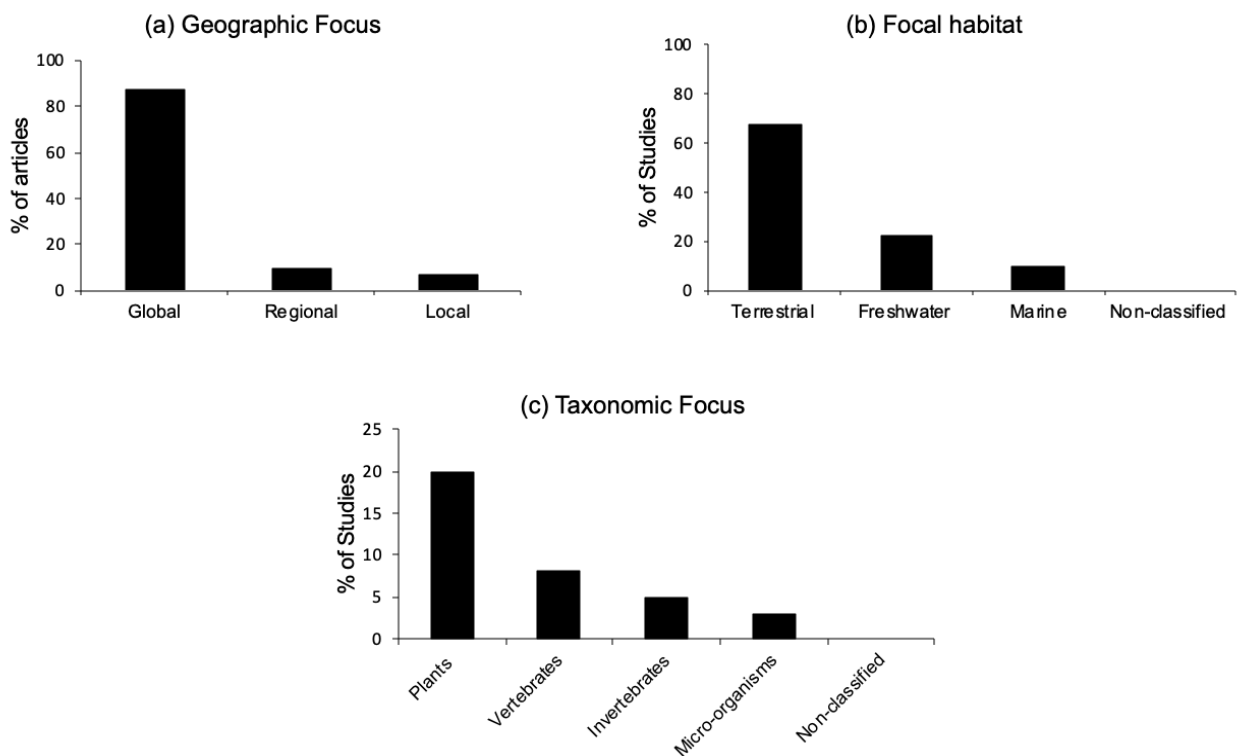 (a) Geographic Focus
% of articles
100
80
60
40
20
0
Global Regional Local
(b) Focal habitat
% of Studies
100
80
60
40
20
0
Terrestrial Freshwater Marine Non-classified
(c) Taxonomic Focus
% of Studies
25
20
15
10
5
0
Plants
Vertebrates
Invertebrates
Micro-organisms
Non-classified